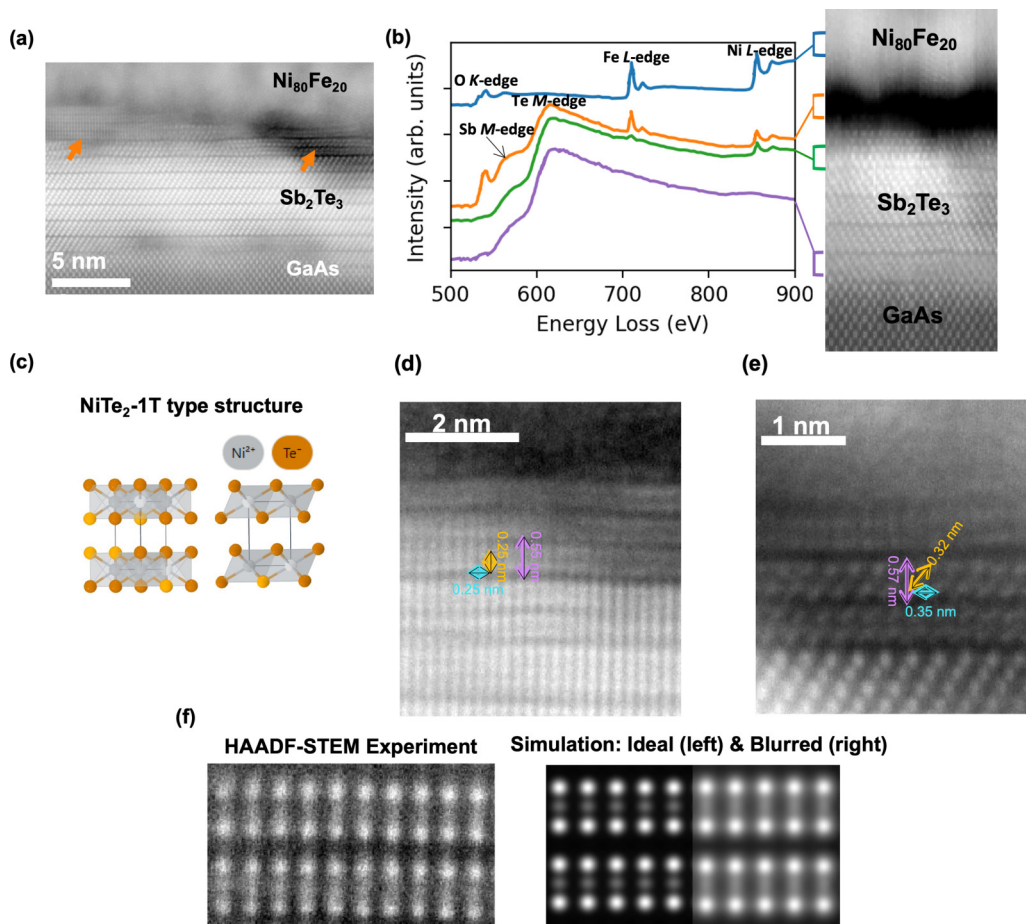 (a)
Ni₈₀Fe₂₀
Sb₂Te₃
GaAs
5 nm
(b)
Intensity (arb. units)
O K-edge
Sb M-edge
Te M-edge
Fe L-edge
Ni L-edge
500 600 700 800 900
Energy Loss (eV)
Ni₈₀Fe₂₀
Sb₂Te₃
GaAs
(c)
NiTe₂-1T type structure
Ni²⁺ Te⁻
(d)
2 nm
0.25 nm
0.55 nm
0.25 nm
(e)
1 nm
0.32 nm
0.57 nm
0.35 nm
(f)
HAADF-STEM Experiment
Simulation: Ideal (left) & Blurred (right)